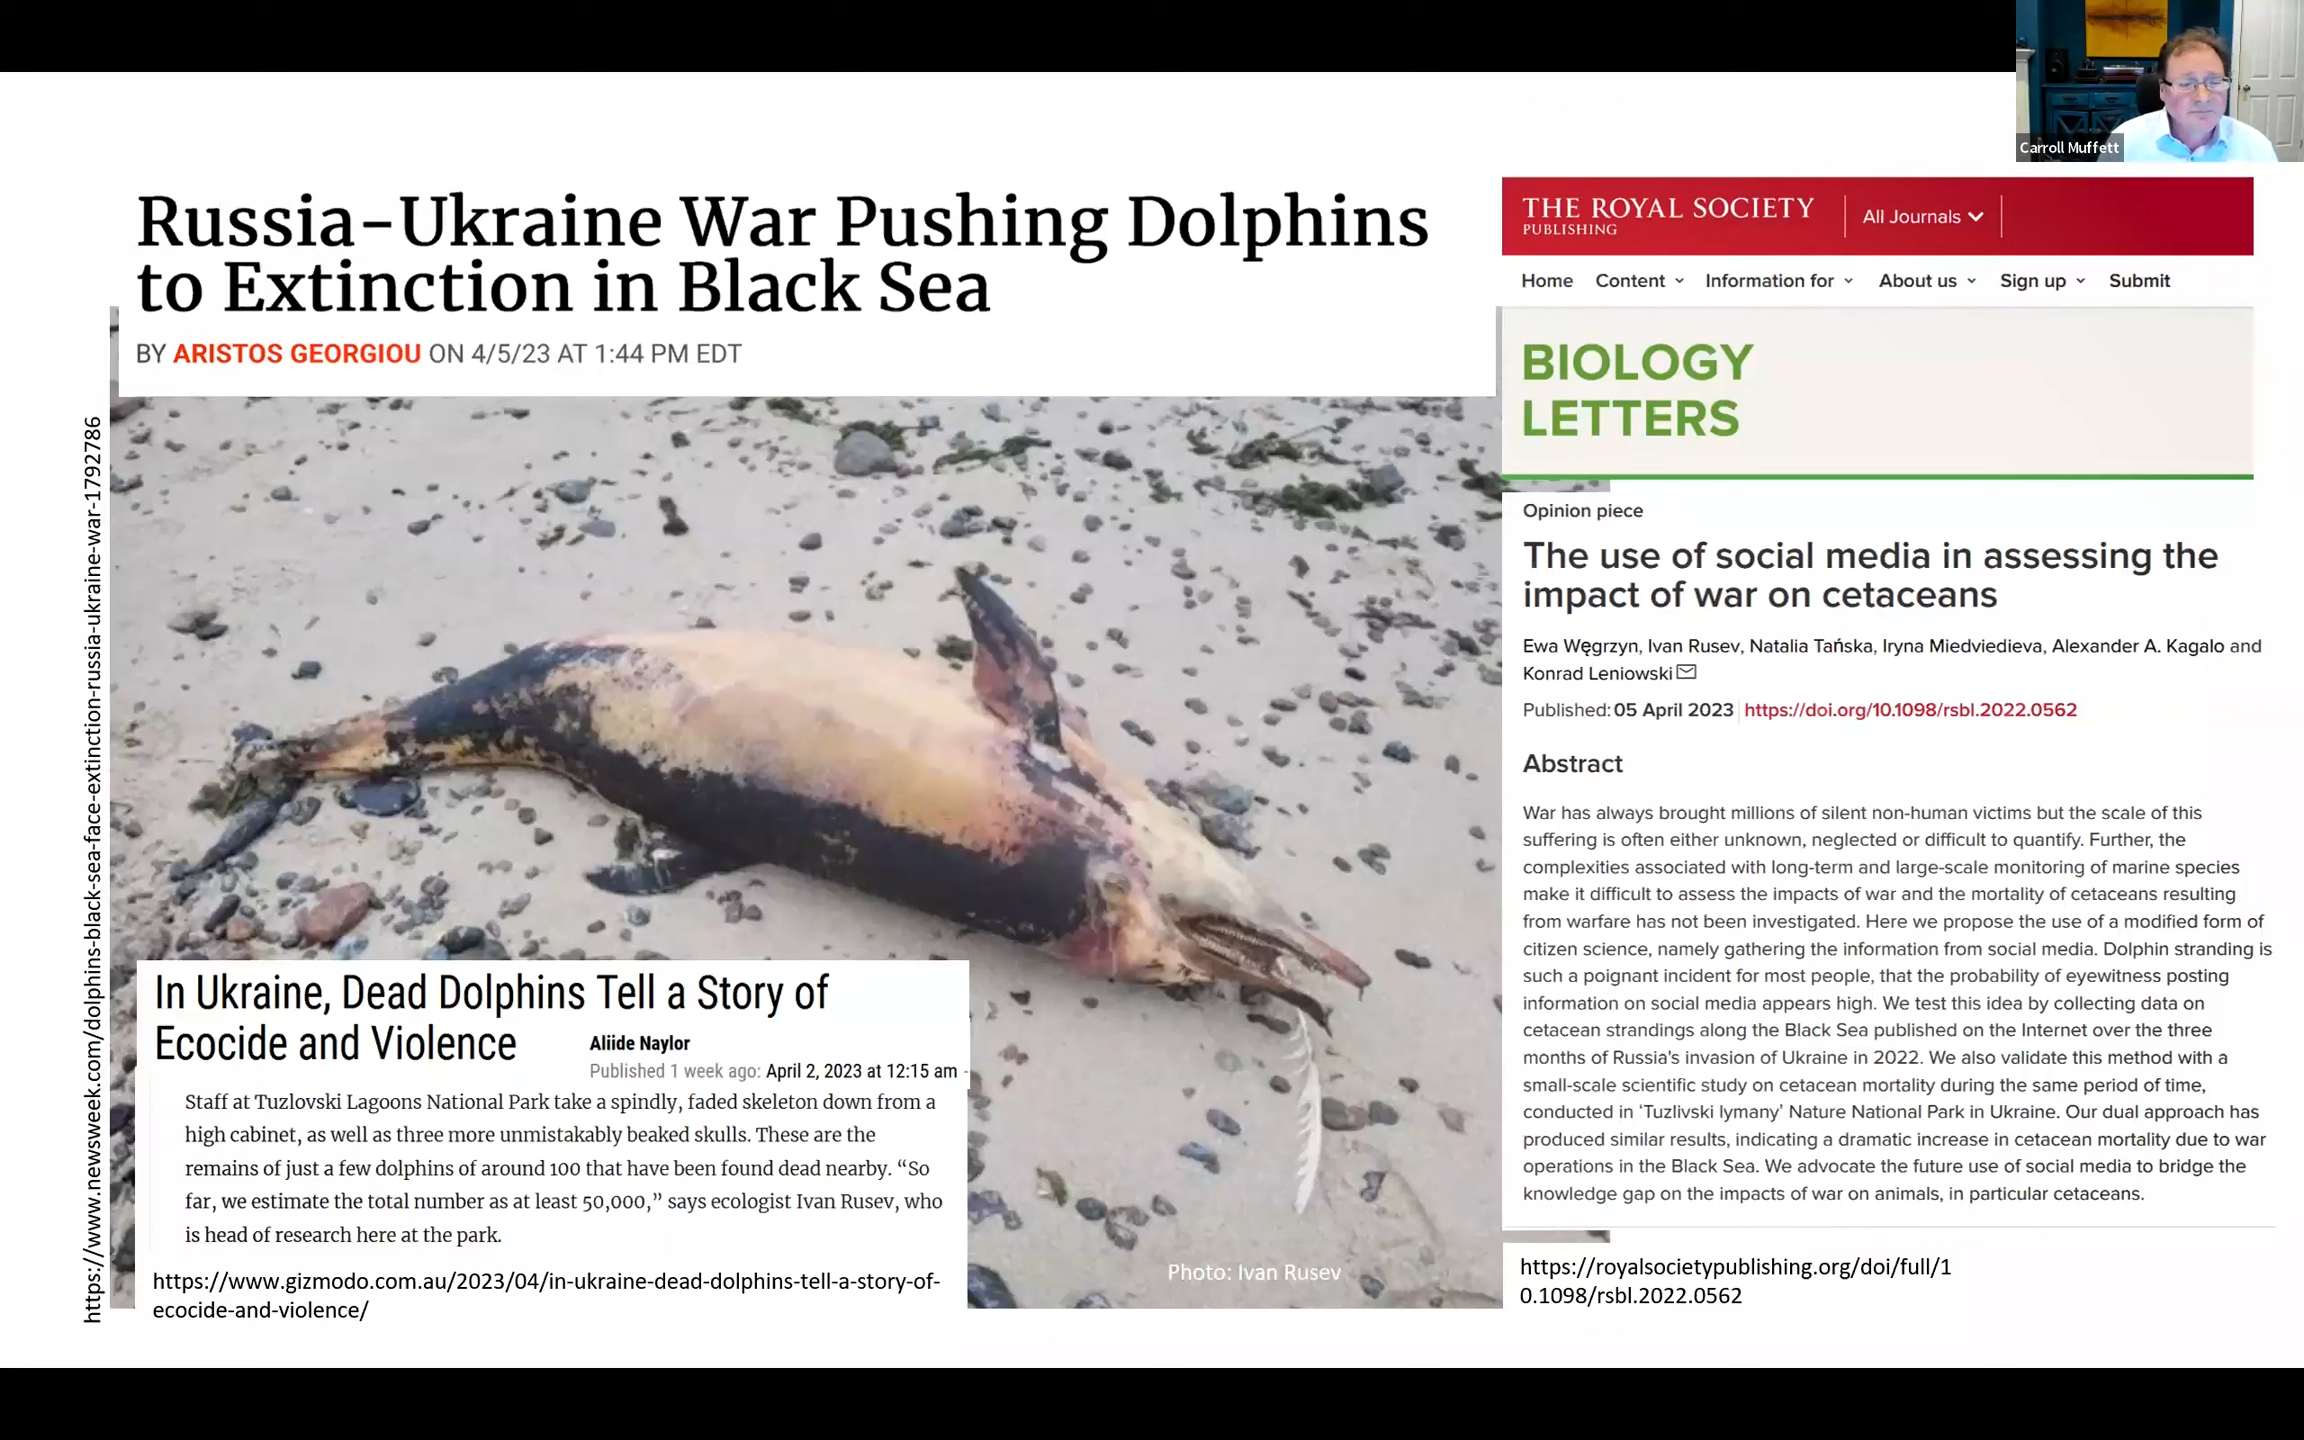 Carroll Muffett
Russia-Ukraine War Pushing Dolphins
to Extinction in Black Sea
BY ARISTOS GEORGIOU ON 4/5/23 AT 1:44 PM EDT
https://www.newsweek.com/dolphins-black-sea-face-extinction-russia-ukraine-war-1792786
In Ukraine, Dead Dolphins Tell a Story of
Ecocide and Violence
Aliide Naylor
Published 1 week ago: April 2, 2023 at 12:15 am -
Staff at Tuzlovski Lagoons National Park take a spindly, faded skeleton down from a
high cabinet, as well as three more unmistakably beaked skulls. These are the
remains of just a few dolphins of around 100 that have been found dead nearby. “So
far, we estimate the total number as at least 50,000,” says ecologist Ivan Rusev, who
is head of research here at the park.
https://www.gizmodo.com.au/2023/04/in-ukraine-dead-dolphins-tell-a-story-of-
ecocide-and-violence/
Photo: Ivan Rusev
THE ROYAL SOCIETY
PUBLISHING
All Journals
Home Content Information for About us Sign up Submit
BIOLOGY
LETTERS
Opinion piece
The use of social media in assessing the
impact of war on cetaceans
Ewa Węgrzyn, Ivan Rusev, Natalia Tańska, Iryna Miedviedieva, Alexander A. Kagalo and
Konrad Leniowski
Published: 05 April 2023 https://doi.org/10.1098/rsbl.2022.0562
Abstract
War has always brought millions of silent non-human victims but the scale of this
suffering is often either unknown, neglected or difficult to quantify. Further, the
complexities associated with long-term and large-scale monitoring of marine species
make it difficult to assess the impacts of war and the mortality of cetaceans resulting
from warfare has not been investigated. Here we propose the use of a modified form of
citizen science, namely gathering the information from social media. Dolphin stranding is
such a poignant incident for most people, that the probability of eyewitness posting
information on social media appears high. We test this idea by collecting data on
cetacean strandings along the Black Sea published on the Internet over the three
months of Russia's invasion of Ukraine in 2022. We also validate this method with a
small-scale scientific study on cetacean mortality during the same period of time,
conducted in ‘Tuzlivski lymany’ Nature National Park in Ukraine. Our dual approach has
produced similar results, indicating a dramatic increase in cetacean mortality due to war
operations in the Black Sea. We advocate the future use of social media to bridge the
knowledge gap on the impacts of war on animals, in particular cetaceans.
https://royalsocietypublishing.org/doi/full/1
0.1098/rsbl.2022.0562